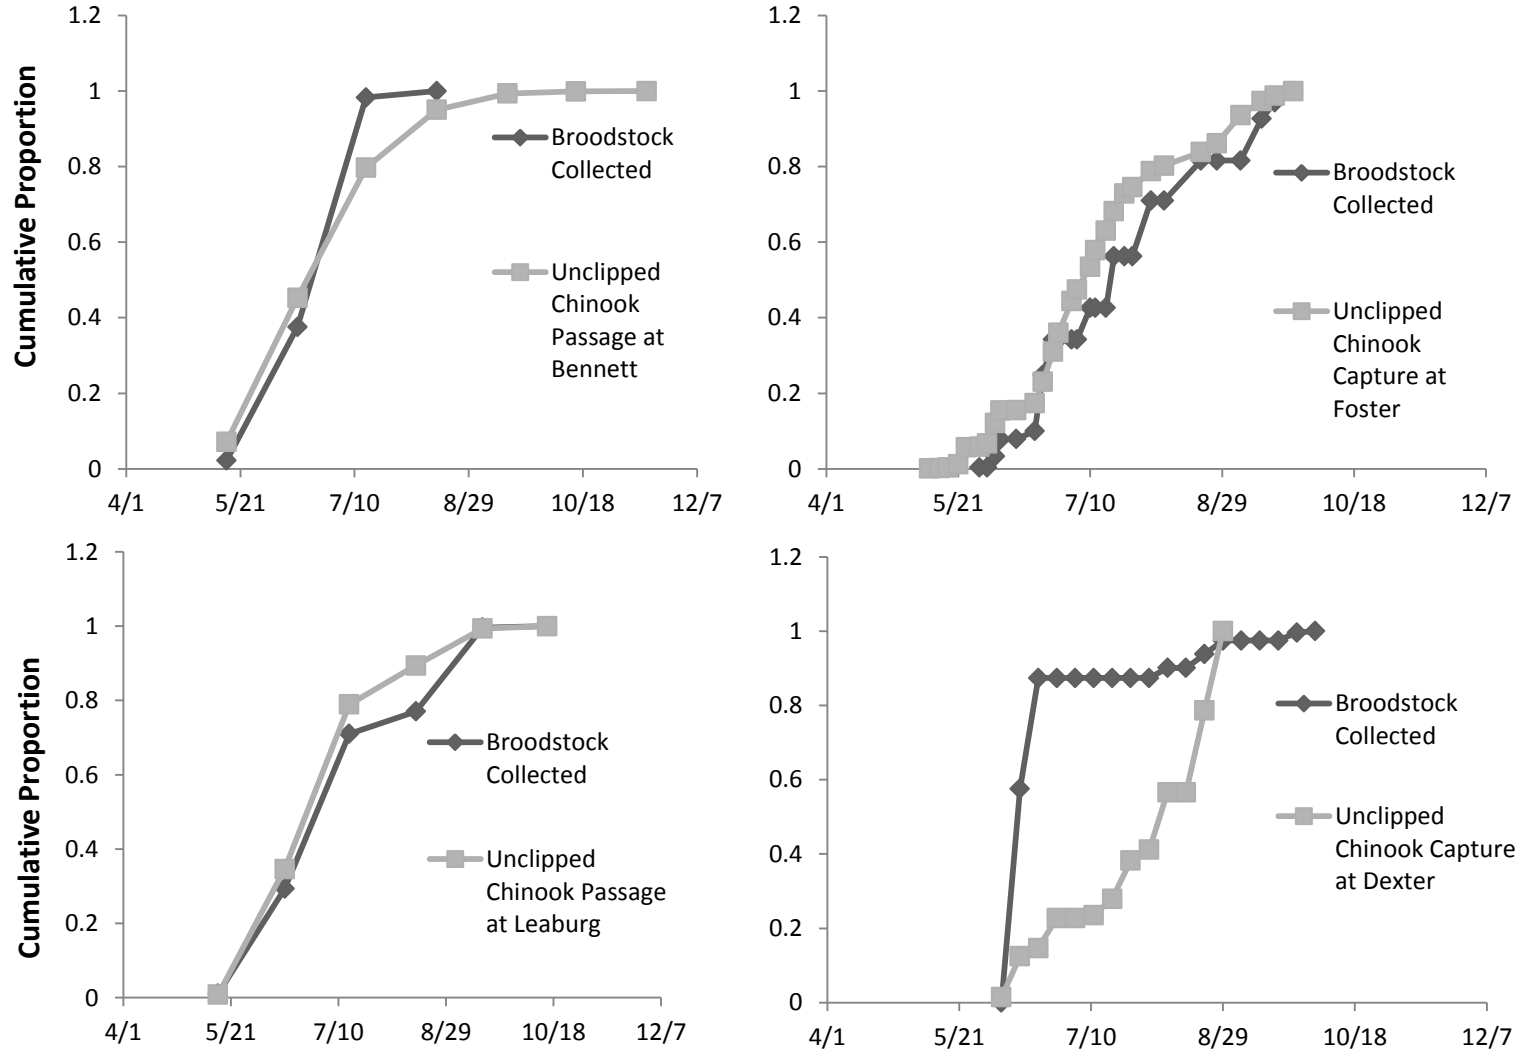 1.2
1
0.8
0.6
0.4
0.2
0
Cumulative Proportion
4/1 5/21 7/10 8/29 10/18 12/7
Broodstock
Collected
Unclipped
Chinook
Passage at
Bennett
1.2
1
0.8
0.6
0.4
0.2
0
4/1 5/21 7/10 8/29 10/18 12/7
Broodstock
Collected
Unclipped
Chinook
Capture at
Foster
1.2
1
0.8
0.6
0.4
0.2
0
Cumulative Proportion
4/1 5/21 7/10 8/29 10/18 12/7
Broodstock
Collected
Unclipped
Chinook Passage
at Leaburg
1.2
1
0.8
0.6
0.4
0.2
0
4/1 5/21 7/10 8/29 10/18 12/7
Broodstock
Collected
Unclipped
Chinook Capture
at Dexter